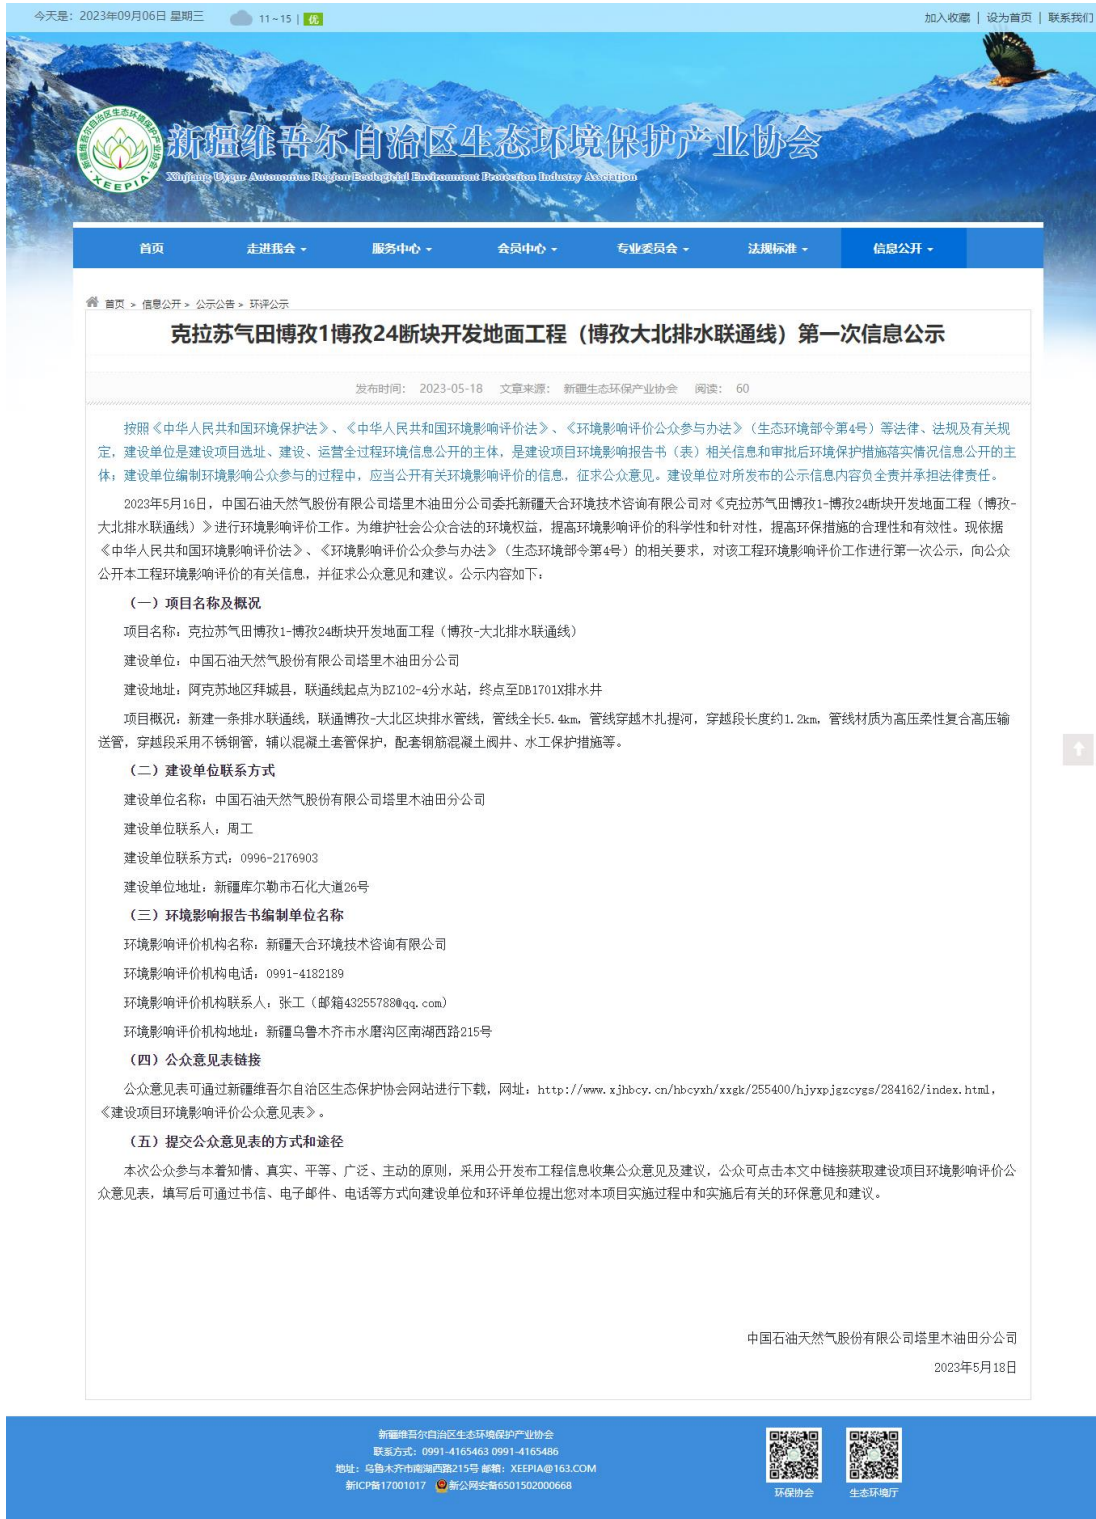 今天是：2023年09月06日 星期三 11~15 | 优 加入收藏 | 设为首页 | 联系我们
新疆维吾尔自治区生态环境保护产业协会
Xinjiang Uygur Autonomous Region Ecological Environment Protection Industry Assciation
XEEPIA
首页 走进我会 服务中心 会员中心 专业委员会 法规标准 信息公开
首页 > 信息公开 > 公示公告 > 环评公示
克拉苏气田博孜1博孜24断块开发地面工程（博孜大北排水联通线）第一次信息公示
发布时间： 2023-05-18 文章来源： 新疆生态环保产业协会 阅读： 60
按照《中华人民共和国环境保护法》、《中华人民共和国环境影响评价法》、《环境影响评价公众参与办法》（生态环境部令第4号）等法律、法规及有关规
定，建设单位是建设项目选址、建设、运营全过程环境信息公开的主体，是建设项目环境影响报告书（表）相关信息和审批后环境保护措施落实情况信息公开的主
体；建设单位编制环境影响公众参与的过程中，应当公开有关环境影响评价的信息，征求公众意见。建设单位对所发布的公示信息内容负全责并承担法律责任。
2023年5月16日，中国石油天然气股份有限公司塔里木油田分公司委托新疆天合环境技术咨询有限公司对《克拉苏气田博孜1-博孜24断块开发地面工程（博孜-
大北排水联通线）》进行环境影响评价工作。为维护社会公众合法的环境权益，提高环境影响评价的科学性和针对性，提高环保措施的合理性和有效性。现依据
《中华人民共和国环境影响评价法》、《环境影响评价公众参与办法》（生态环境部令第4号）的相关要求，对该工程环境影响评价工作进行第一次公示，向公众
公开本工程环境影响评价的有关信息，并征求公众意见和建议。公示内容如下：
（一）项目名称及概况
项目名称：克拉苏气田博孜1-博孜24断块开发地面工程（博孜-大北排水联通线）
建设单位：中国石油天然气股份有限公司塔里木油田分公司
建设地址：阿克苏地区拜城县，联通线起点为BZ102-4分水站，终点至DB1701X排水井
项目概况：新建一条排水联通线，联通博孜-大北区块排水管线，管线全长5.4km，管线穿越木扎提河，穿越段长度约1.2km，管线材质为高压柔性复合高压输
送管，穿越段采用不锈钢管，辅以混凝土套管保护，配套钢筋混凝土阀井、水工保护措施等。
（二）建设单位联系方式
建设单位名称：中国石油天然气股份有限公司塔里木油田分公司
建设单位联系人：周工
建设单位联系方式：0996-2176903
建设单位地址：新疆库尔勒市石化大道26号
（三）环境影响报告书编制单位名称
环境影响评价机构名称：新疆天合环境技术咨询有限公司
环境影响评价机构电话：0991-4182189
环境影响评价机构联系人：张工（邮箱43255788@qq.com）
环境影响评价机构地址：新疆乌鲁木齐市水磨沟区南湖西路215号
（四）公众意见表链接
公众意见表可通过新疆维吾尔自治区生态保护协会网站进行下载，网址：http://www.xjhbcy.cn/hbcyxh/xxgk/255400/hjyxpjgzcygs/284162/index.html，
《建设项目环境影响评价公众意见表》。
（五）提交公众意见表的方式和途径
本次公众参与本着知情、真实、平等、广泛、主动的原则，采用公开发布工程信息收集公众意见及建议，公众可点击本文中链接获取建设项目环境影响评价公
众意见表，填写后可通过书信、电子邮件、电话等方式向建设单位和环评单位提出您对本项目实施过程中和实施后有关的环保意见和建议。
中国石油天然气股份有限公司塔里木油田分公司
2023年5月18日
新疆维吾尔自治区生态环境保护产业协会
联系方式：0991-4165463 0991-4165486
地址：乌鲁木齐市南湖西路215号 邮箱：XEEPIA@163.COM
新ICP备17001017 新公网安备6501502000668
环保协会 生态环境厅